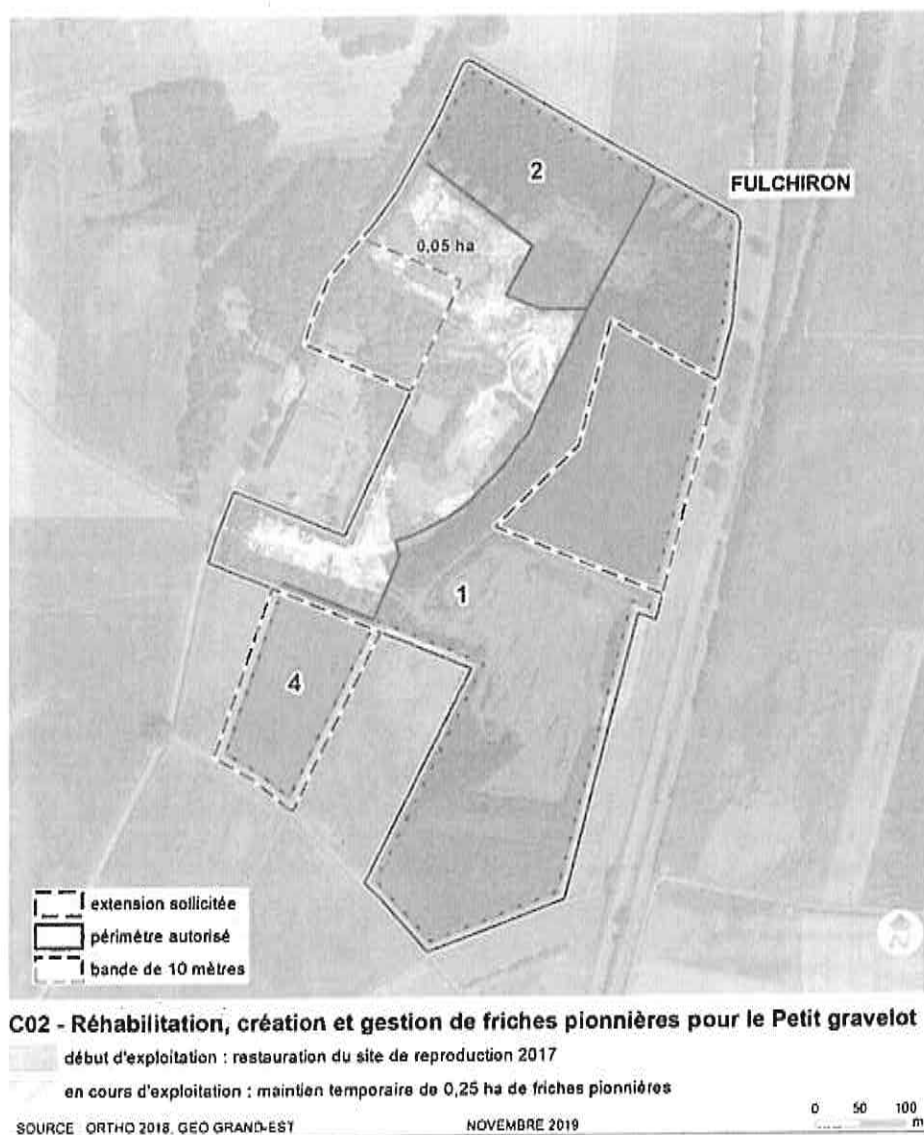 2
FULCHIRON
0,05 ha
1
4
extension sollicitée
périmètre autorisé
bande de 10 mètres
N
C02 - Réhabilitation, création et gestion de friches pionnières pour le Petit gravelot
début d'exploitation : restauration du site de reproduction 2017
en cours d'exploitation : maintien temporaire de 0,25 ha de friches pionnières
SOURCE ORTHO 2018, GEO GRAND-EST
NOVEMBRE 2019
0 50 100
m